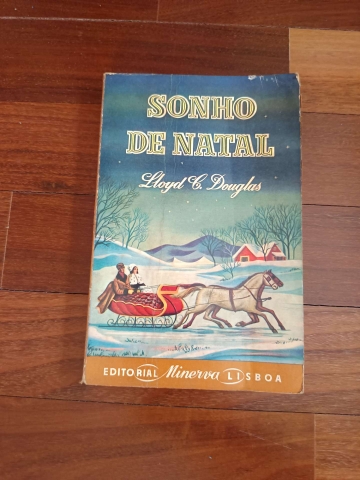 SONHO
DE NATAL
Lloyd C. Douglas
EDITORIAL Minerva LISBOA